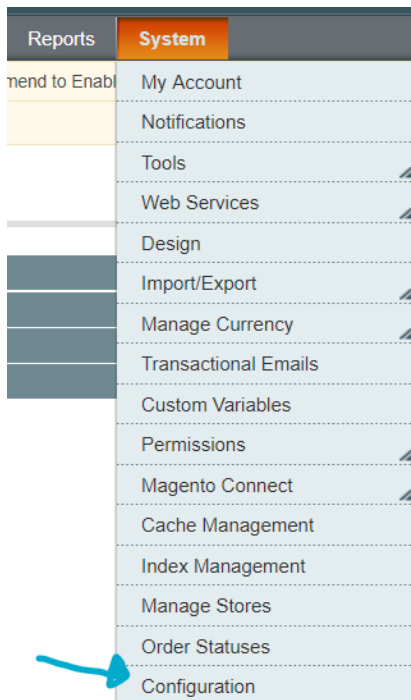 Reports System
mend to Enabl
My Account
Notifications
Tools
Web Services
Design
Import/Export
Manage Currency
Transactional Emails
Custom Variables
Permissions
Magento Connect
Cache Management
Index Management
Manage Stores
Order Statuses
Configuration